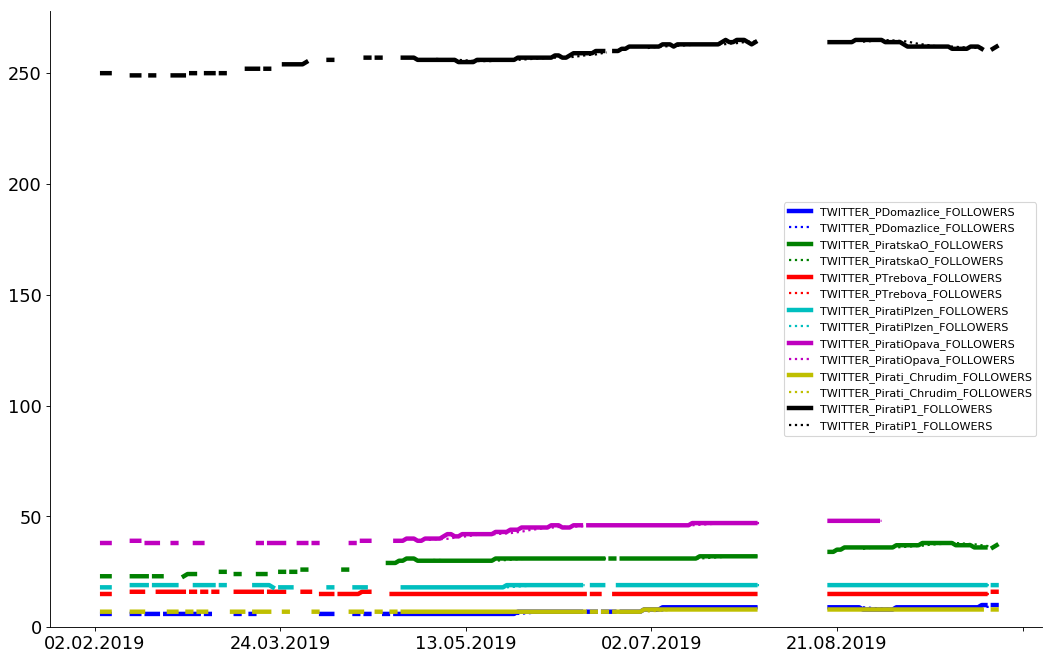 250
200
150
100
50
0
02.02.2019 24.03.2019 13.05.2019 02.07.2019 21.08.2019
TWITTER_PDomazlice_FOLLOWERS
TWITTER_PDomazlice_FOLLOWERS
TWITTER_PiratskaO_FOLLOWERS
TWITTER_PiratskaO_FOLLOWERS
TWITTER_PTrebova_FOLLOWERS
TWITTER_PTrebova_FOLLOWERS
TWITTER_PiratiPlzen_FOLLOWERS
TWITTER_PiratiPlzen_FOLLOWERS
TWITTER_PiratiOpava_FOLLOWERS
TWITTER_PiratiOpava_FOLLOWERS
TWITTER_Pirati_Chrudim_FOLLOWERS
TWITTER_Pirati_Chrudim_FOLLOWERS
TWITTER_PiratiP1_FOLLOWERS
TWITTER_PiratiP1_FOLLOWERS